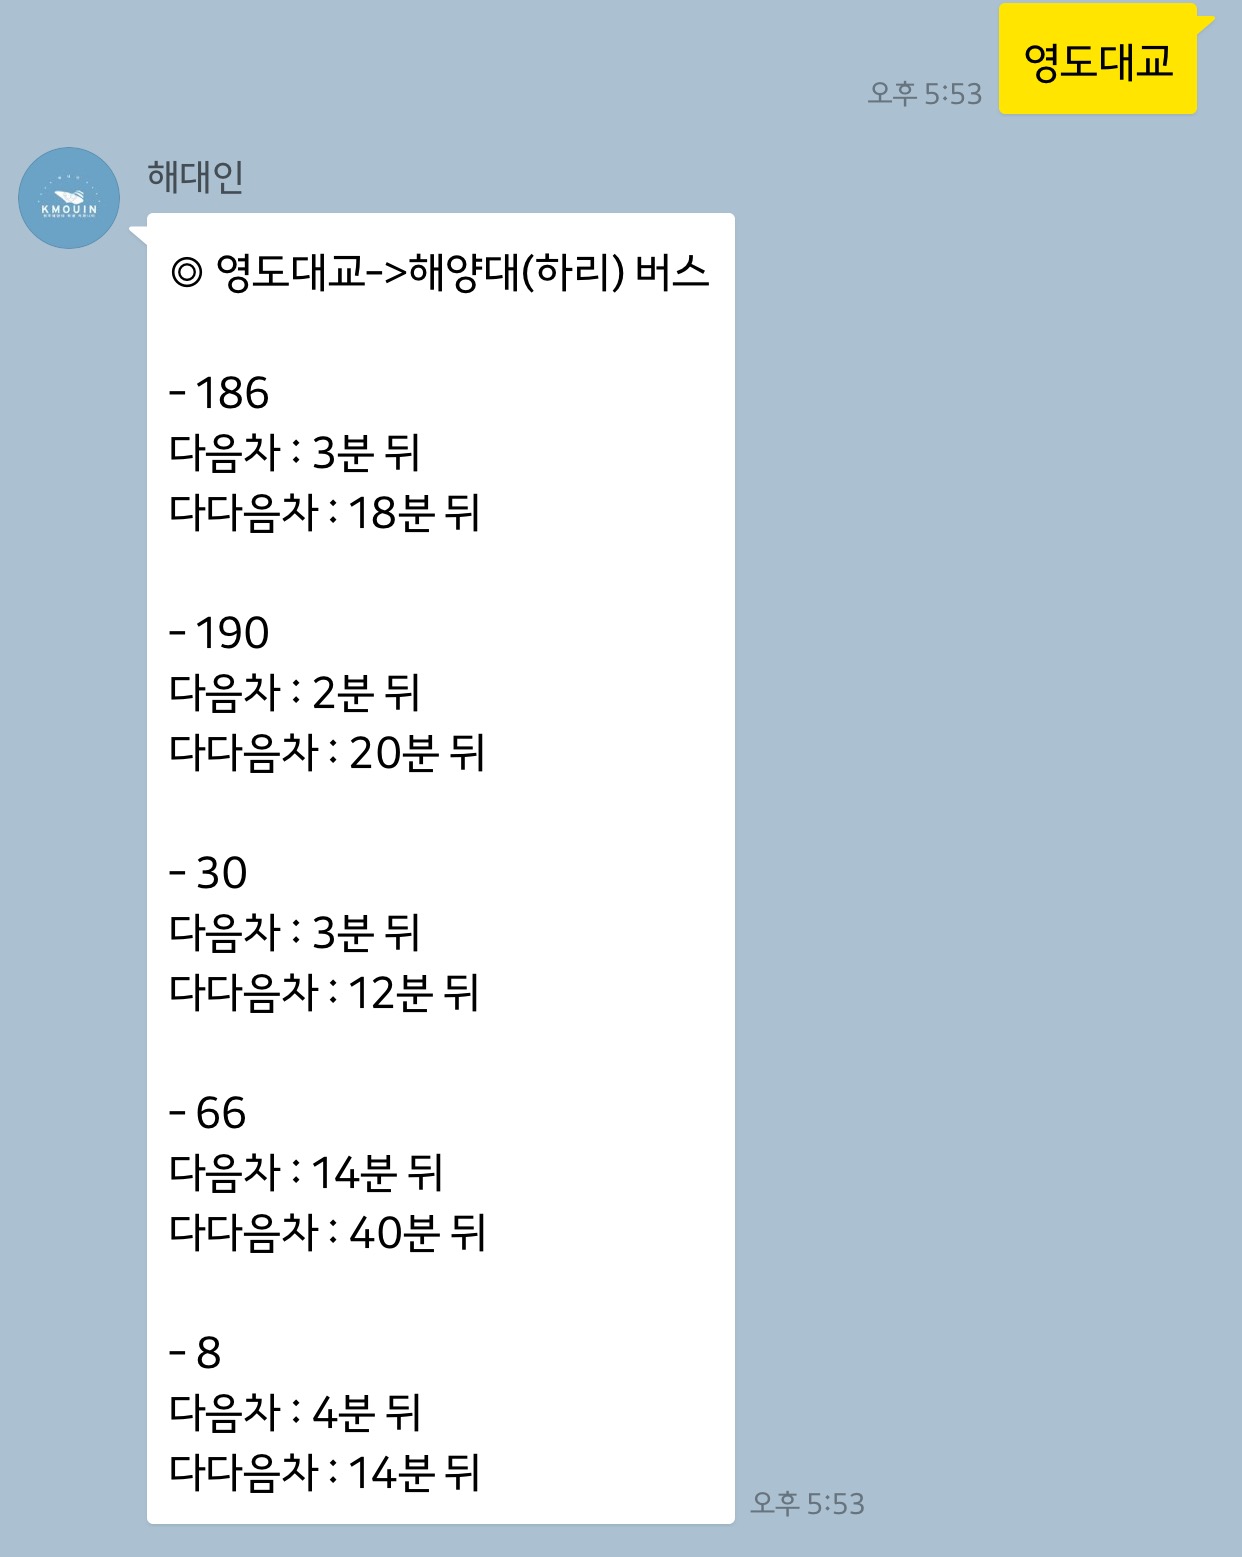 영도대교
오후 5:53
해대인
KMOUIN
◎ 영도대교->해양대(하리) 버스
- 186
다음차 : 3분 뒤
다다음차 : 18분 뒤
- 190
다음차 : 2분 뒤
다다음차 : 20분 뒤
- 30
다음차 : 3분 뒤
다다음차 : 12분 뒤
- 66
다음차 : 14분 뒤
다다음차 : 40분 뒤
- 8
다음차 : 4분 뒤
다다음차 : 14분 뒤
오후 5:53